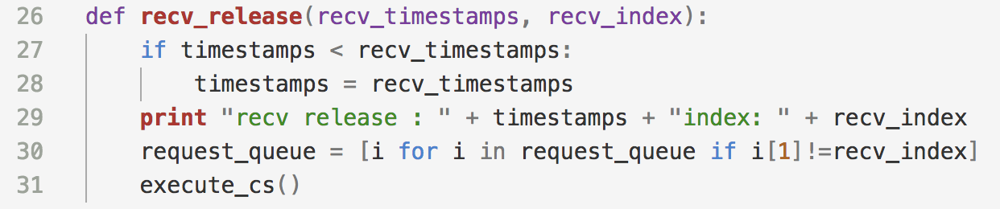 26 def recv_release(recv_timestamps, recv_index):
27     if timestamps < recv_timestamps:
28         timestamps = recv_timestamps
29     print "recv release : " + timestamps + "index: " + recv_index
30     request_queue = [i for i in request_queue if i[1]!=recv_index]
31     execute_cs()